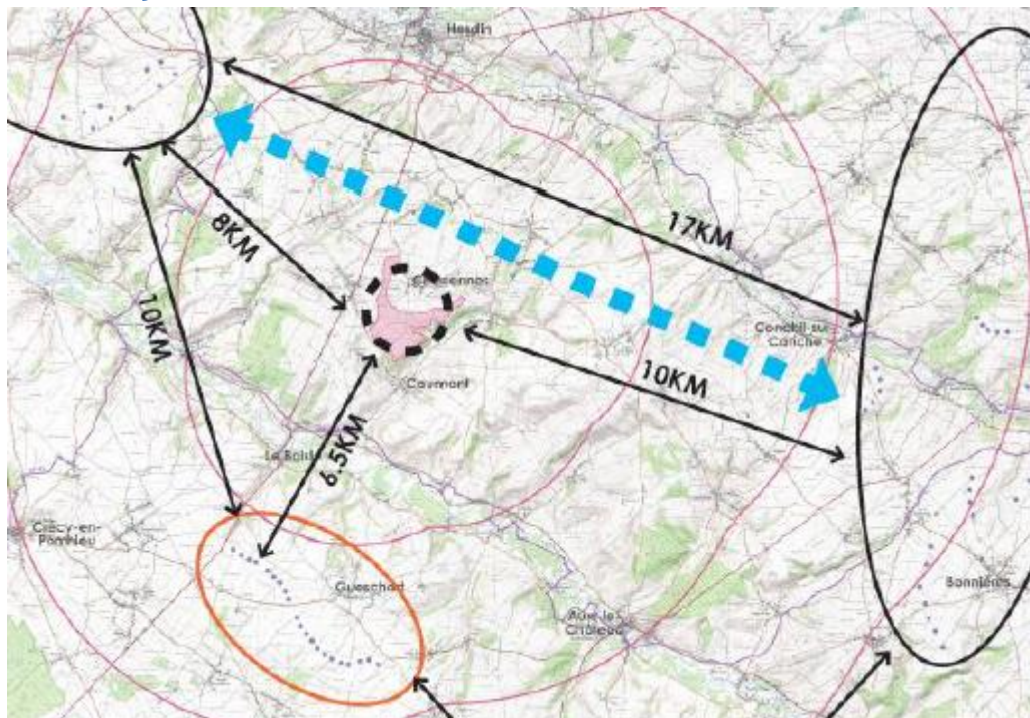 Hesdin
17KM
8KM
10KM
Conchil-sur
Canche
10KM
Caumont
6.5KM
Le Boisle
Crécy-en-
Ponthieu
Gueschart
Bonnières
Auxi-le-
Château